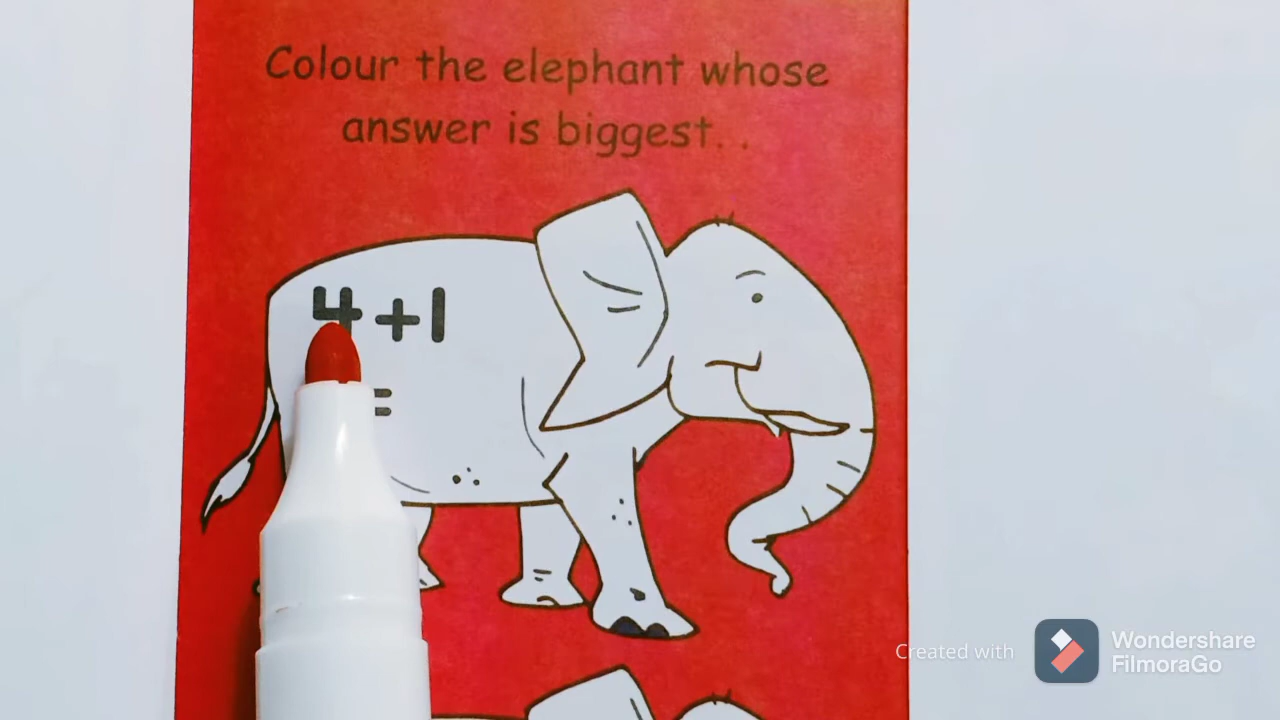 Colour the elephant whose
answer is biggest. .
4+1
=
Created with
Wondershare
FilmoraGo